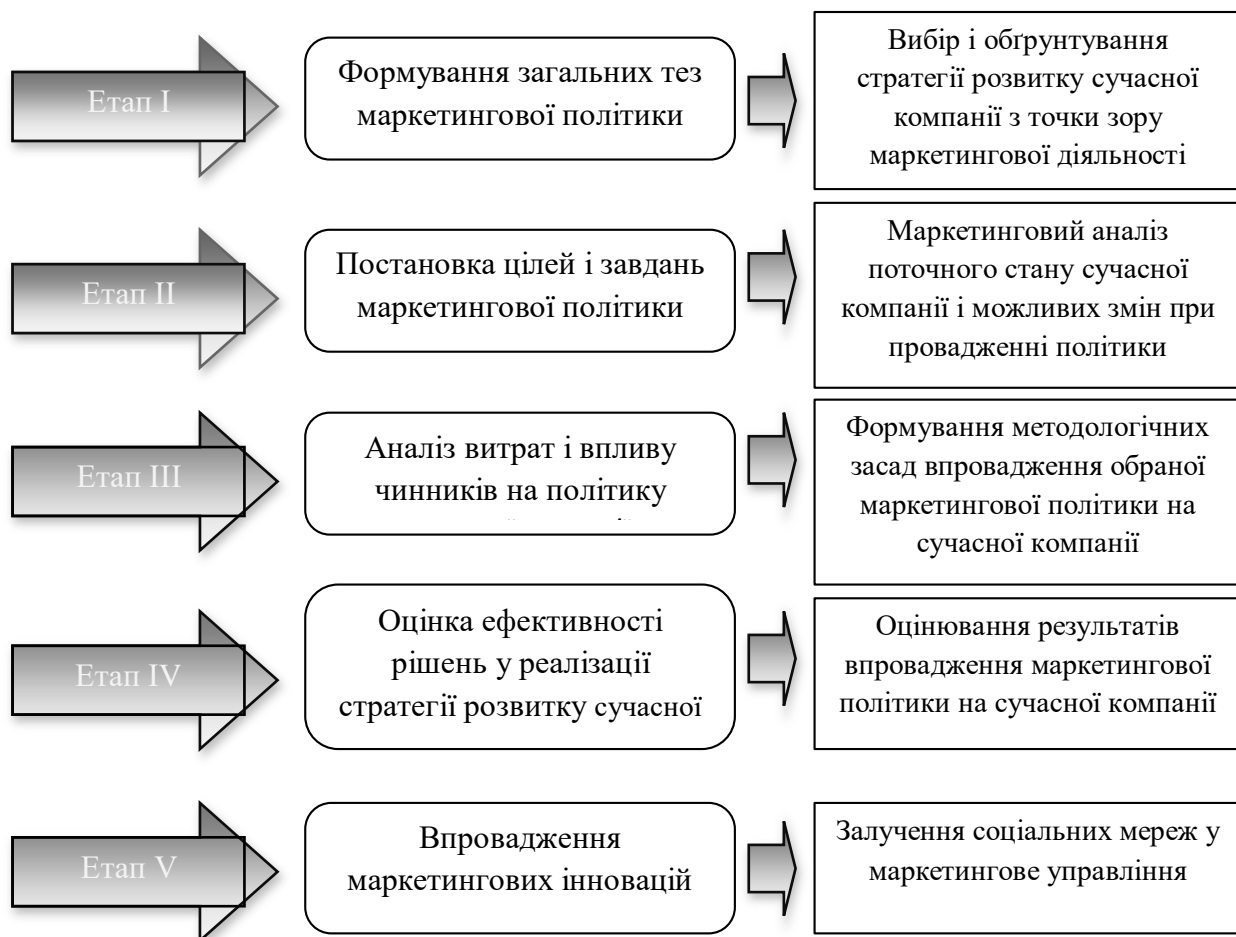 Етап I
Формування загальних тез
маркетингової політики
Вибір і обґрунтування
стратегії розвитку сучасної
компанії з точки зору
маркетингової діяльності
Етап II
Постановка цілей і завдань
маркетингової політики
Маркетинговий аналіз
поточного стану сучасної
компанії і можливих змін при
провадженні політики
Етап III
Аналіз витрат і впливу
чинників на політику
Формування методологічних
засад впровадження обраної
маркетингової політики на
сучасної компанії
Етап IV
Оцінка ефективності
рішень у реалізації
стратегії розвитку сучасної
Оцінювання результатів
впровадження маркетингової
політики на сучасної компанії
Етап V
Впровадження
маркетингових інновацій
Залучення соціальних мереж у
маркетингове управління